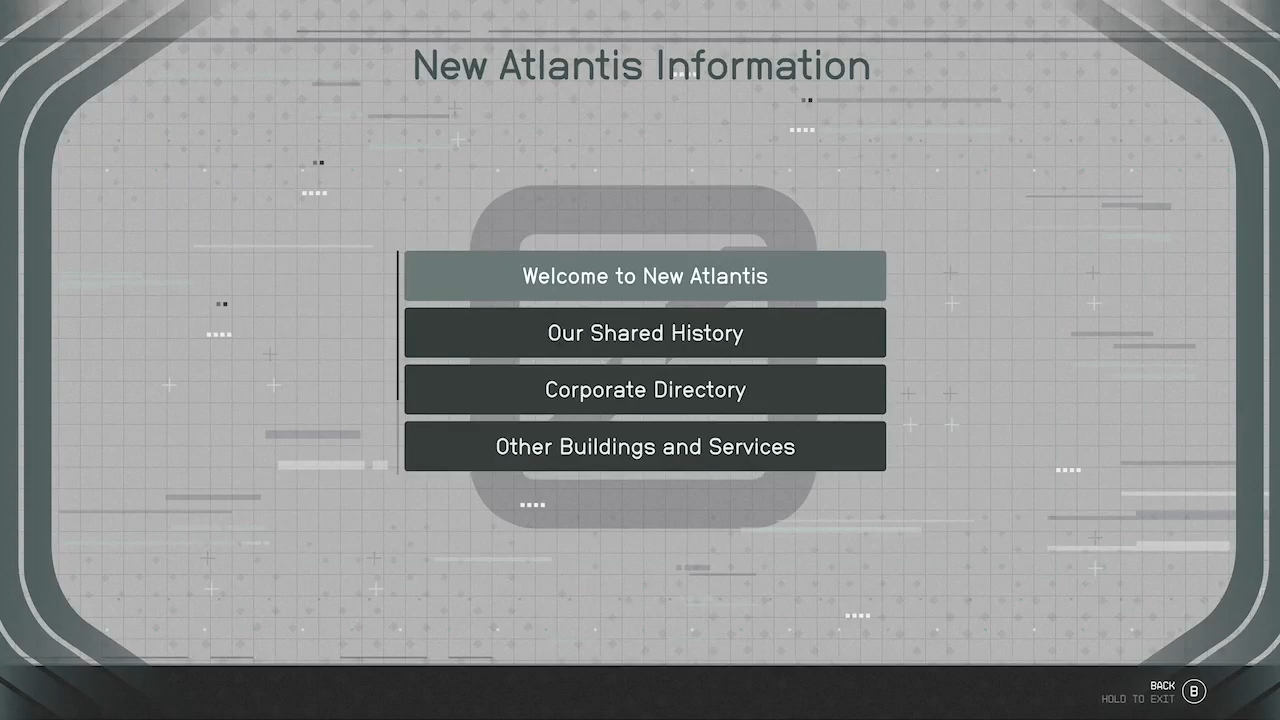 New Atlantis Information
Welcome to New Atlantis
Our Shared History
Corporate Directory
Other Buildings and Services
BACK
HOLD TO EXIT
B